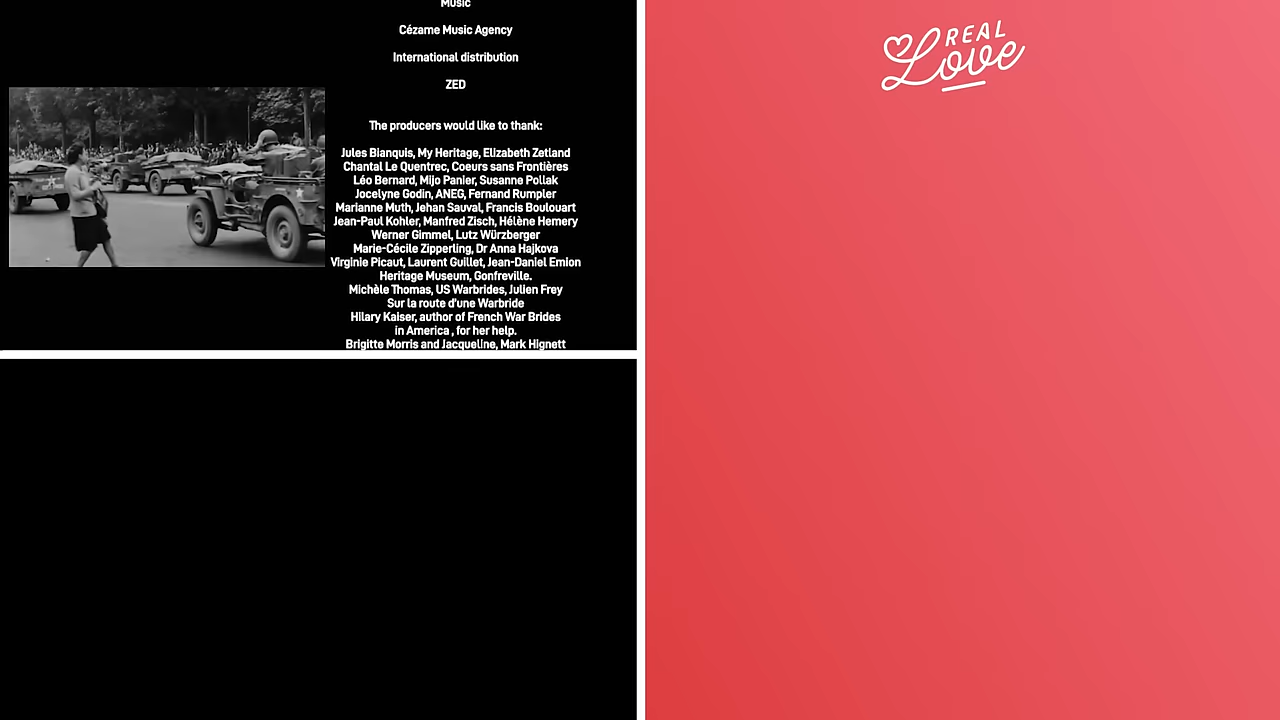 Music
Cézame Music Agency
International distribution
ZED
The producers would like to thank:
Jules Bianquis, My Heritage, Elizabeth Zetland
Chantal Le Quentrec, Coeurs sans Frontières
Léo Bernard, Mijo Panier, Susanne Pollak
Jocelyne Godin, ANEG, Fernand Rumpler
Marianne Muth, Jehan Sauval, Francis Boulouart
Jean-Paul Kohler, Manfred Zisch, Hélène Hemery
Werner Gimmel, Lutz Würzberger
Marie-Cécile Zipperling, Dr Anna Hajkova
Virginie Picaut, Laurent Guillet, Jean-Daniel Emion
Heritage Museum, Gonfreville.
Michèle Thomas, US Warbrides, Julien Frey
Sur la route d'une Warbride
Hilary Kaiser, author of French War Brides
in America , for her help.
Brigitte Morris and Jacqueline, Mark Hignett
REAL
Love